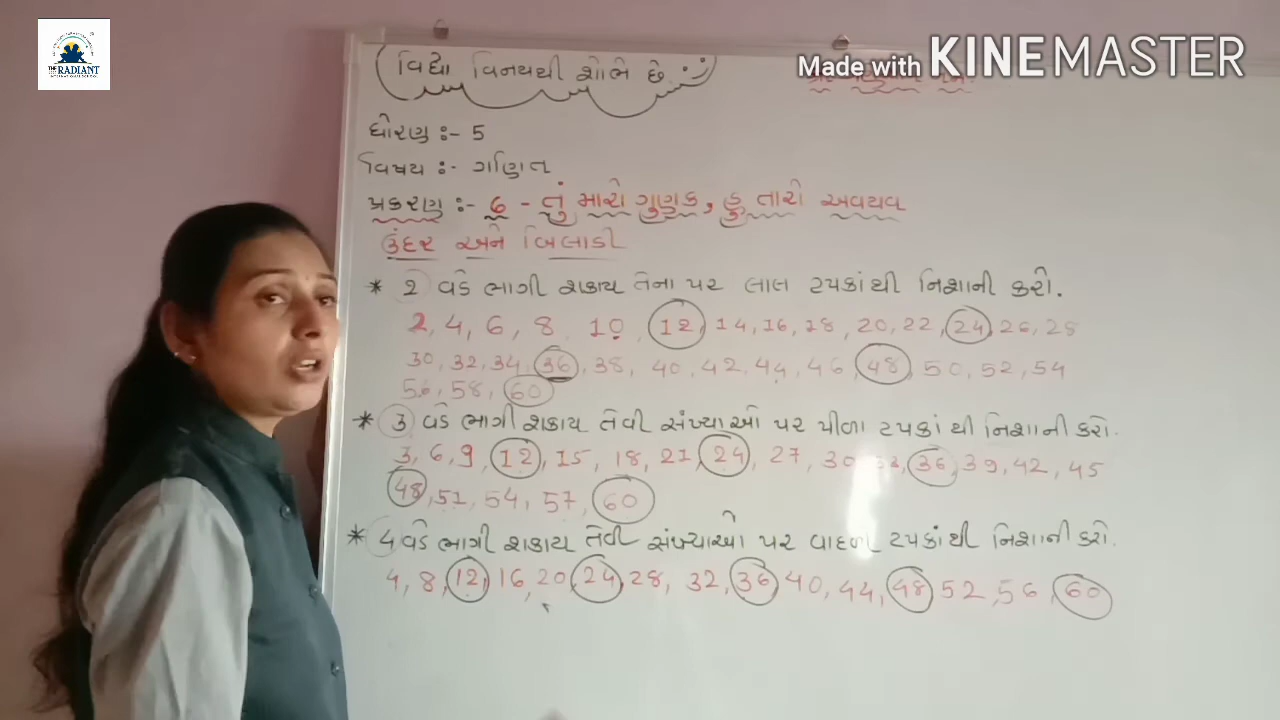 THE RADIANT
Made with KINEMASTER
વિદ્યા વિનયથી શોભે છે.
ધોરણ :- 5
વિષય :- ગણિત
પ્રકરણ :- 6 - તું મારો ગુણક, હું તારો અવયવ
ઉંદર અને બિલાડી
* 2 વડે ભાગી શકાય તેના પર લાલ ટપકાંથી નિશાની કરો.
2, 4, 6, 8 10, 12, 14, 16, 18, 20, 22, 24, 26, 28
30, 32, 34, 36, 38, 40, 42, 44, 46, 48, 50, 52, 54
56, 58, 60
* 3 વડે ભાગી શકાય તેવી સંખ્યાઓ પર પીળા ટપકાંથી નિશાની કરો.
3, 6, 9, 12, 15, 18, 21, 24, 27, 30, 33, 36, 39, 42, 45
48, 51, 54, 57, 60
* 4 વડે ભાગી શકાય તેવી સંખ્યાઓ પર વાદળી ટપકાંથી નિશાની કરો.
4, 8, 12, 16, 20, 24, 28, 32, 36, 40, 44, 48, 52, 56, 60